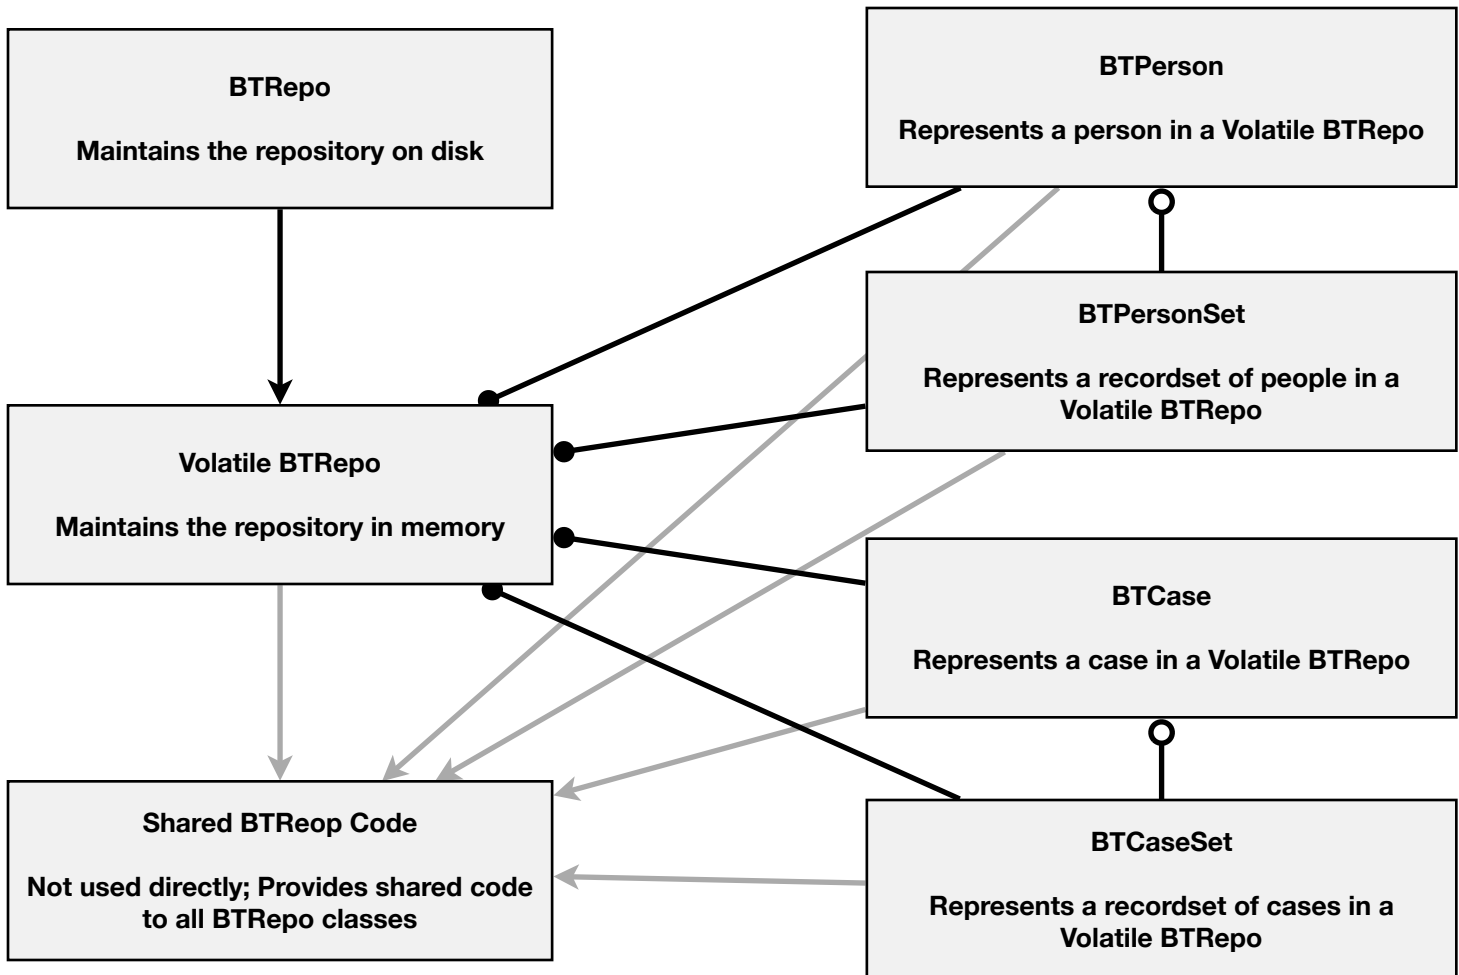 BTRepo
Maintains the repository on disk
Volatile BTRepo
Maintains the repository in memory
Shared BTReop Code
Not used directly; Provides shared code
to all BTRepo classes
BTPerson
Represents a person in a Volatile BTRepo
BTPersonSet
Represents a recordset of people in a
Volatile BTRepo
BTCase
Represents a case in a Volatile BTRepo
BTCaseSet
Represents a recordset of cases in a
Volatile BTRepo